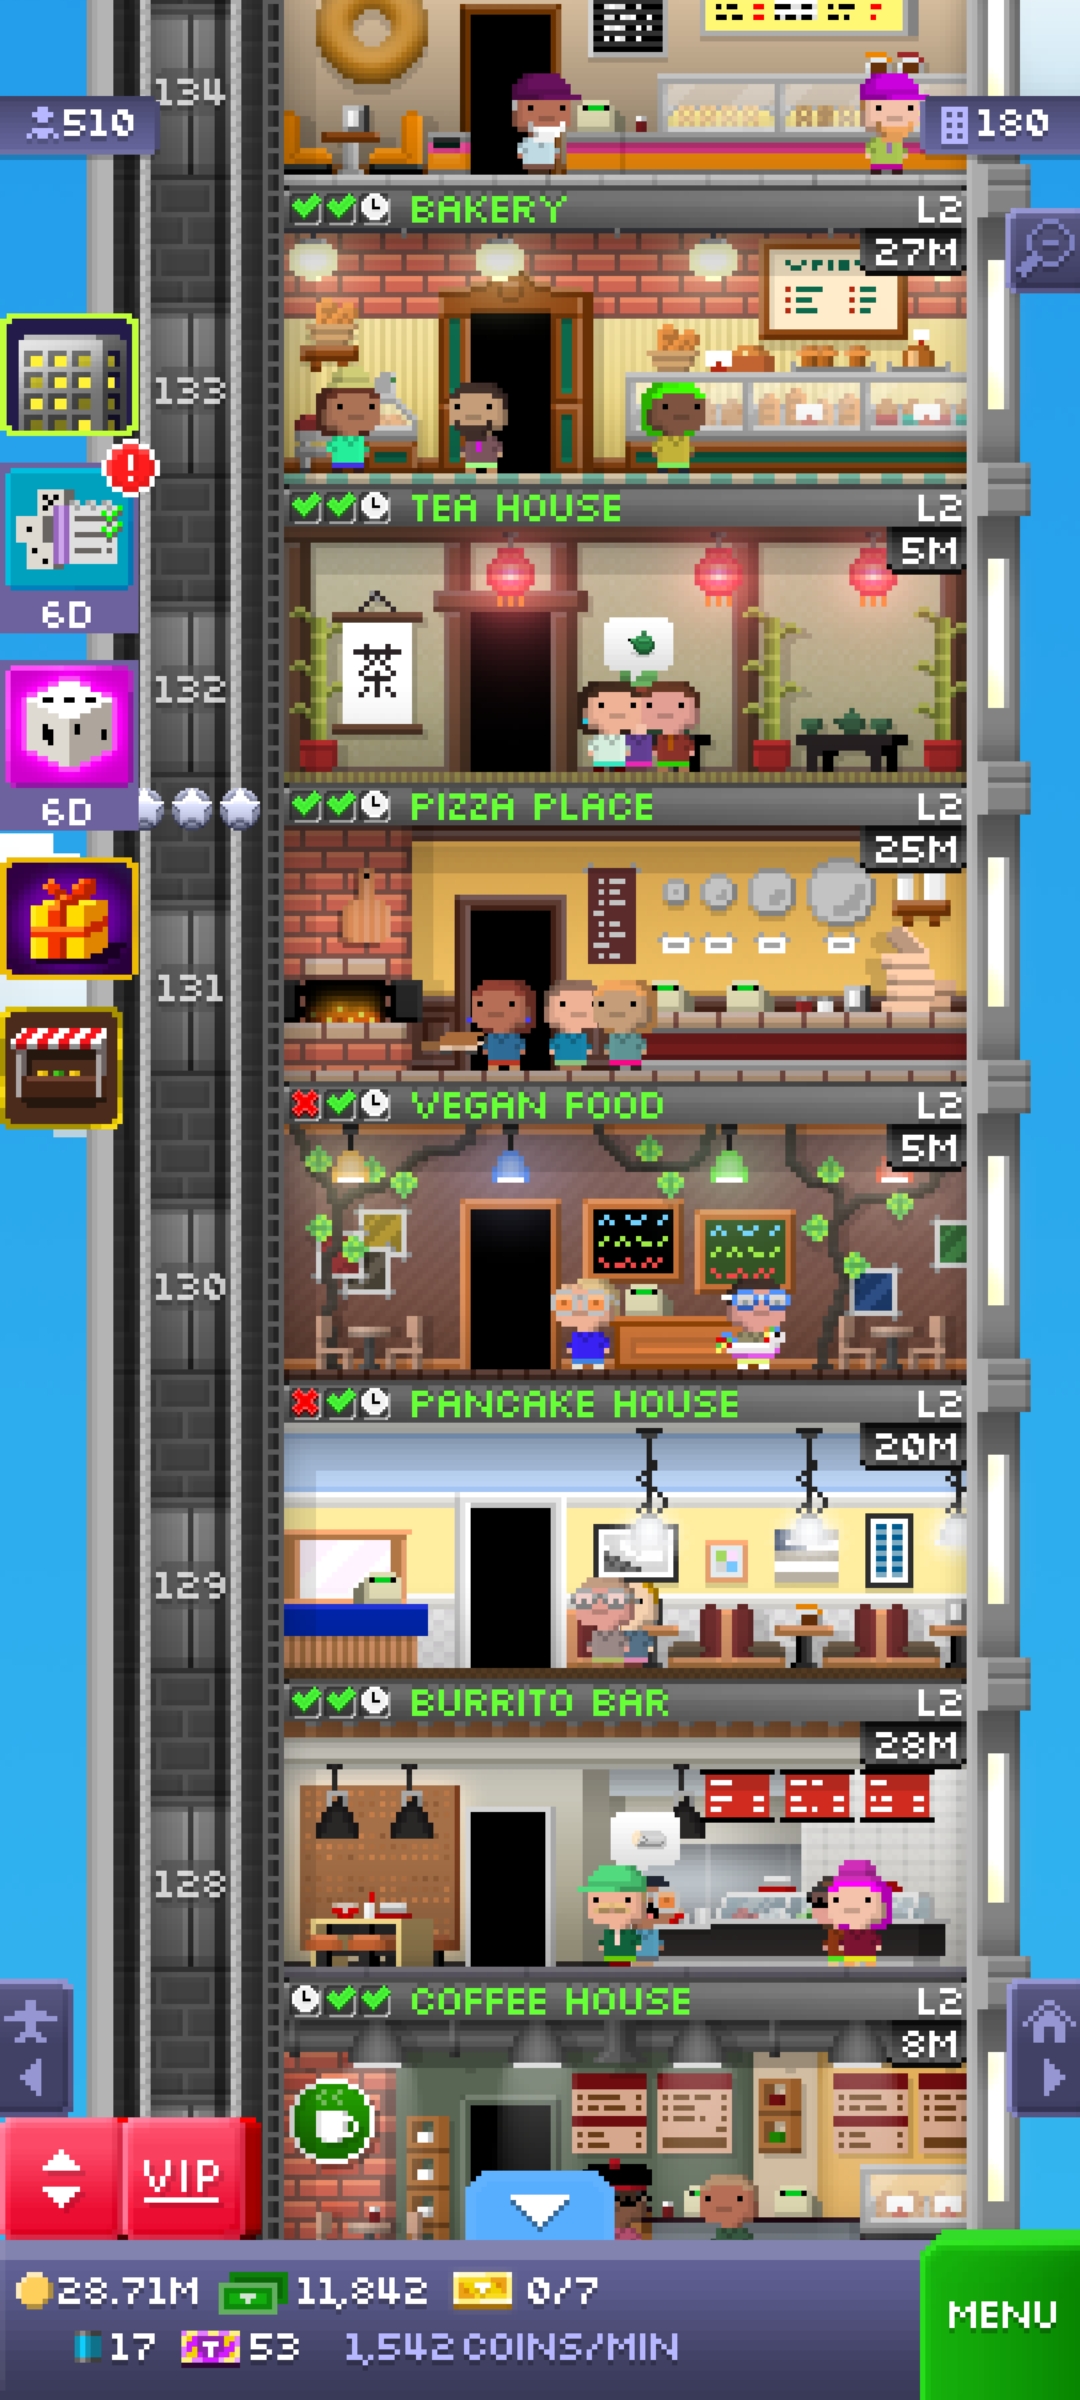 134
510
180
BAKERY L2
27M
133
TEA HOUSE L2
5M
6D
茶
132
6D
PIZZA PLACE L2
25M
131
VEGAN FOOD L2
5M
130
PANCAKE HOUSE L2
20M
129
BURRITO BAR L2
28M
128
COFFEE HOUSE L2
8M
VIP
28.71M 11,842 0/7
MENU
17 53 1,542 COINS/MIN